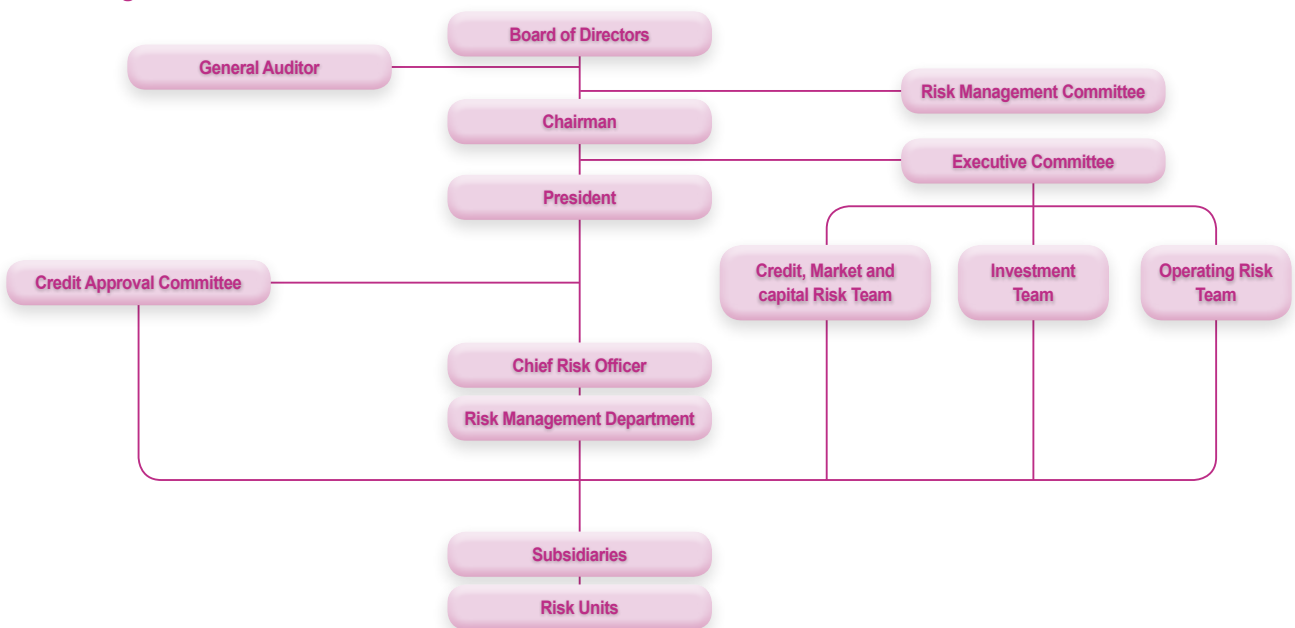 Board of Directors
General Auditor
Risk Management Committee
Chairman
Executive Committee
President
Credit Approval Committee
Credit, Market and
capital Risk Team
Investment
Team
Operating Risk
Team
Chief Risk Officer
Risk Management Department
Subsidiaries
Risk Units